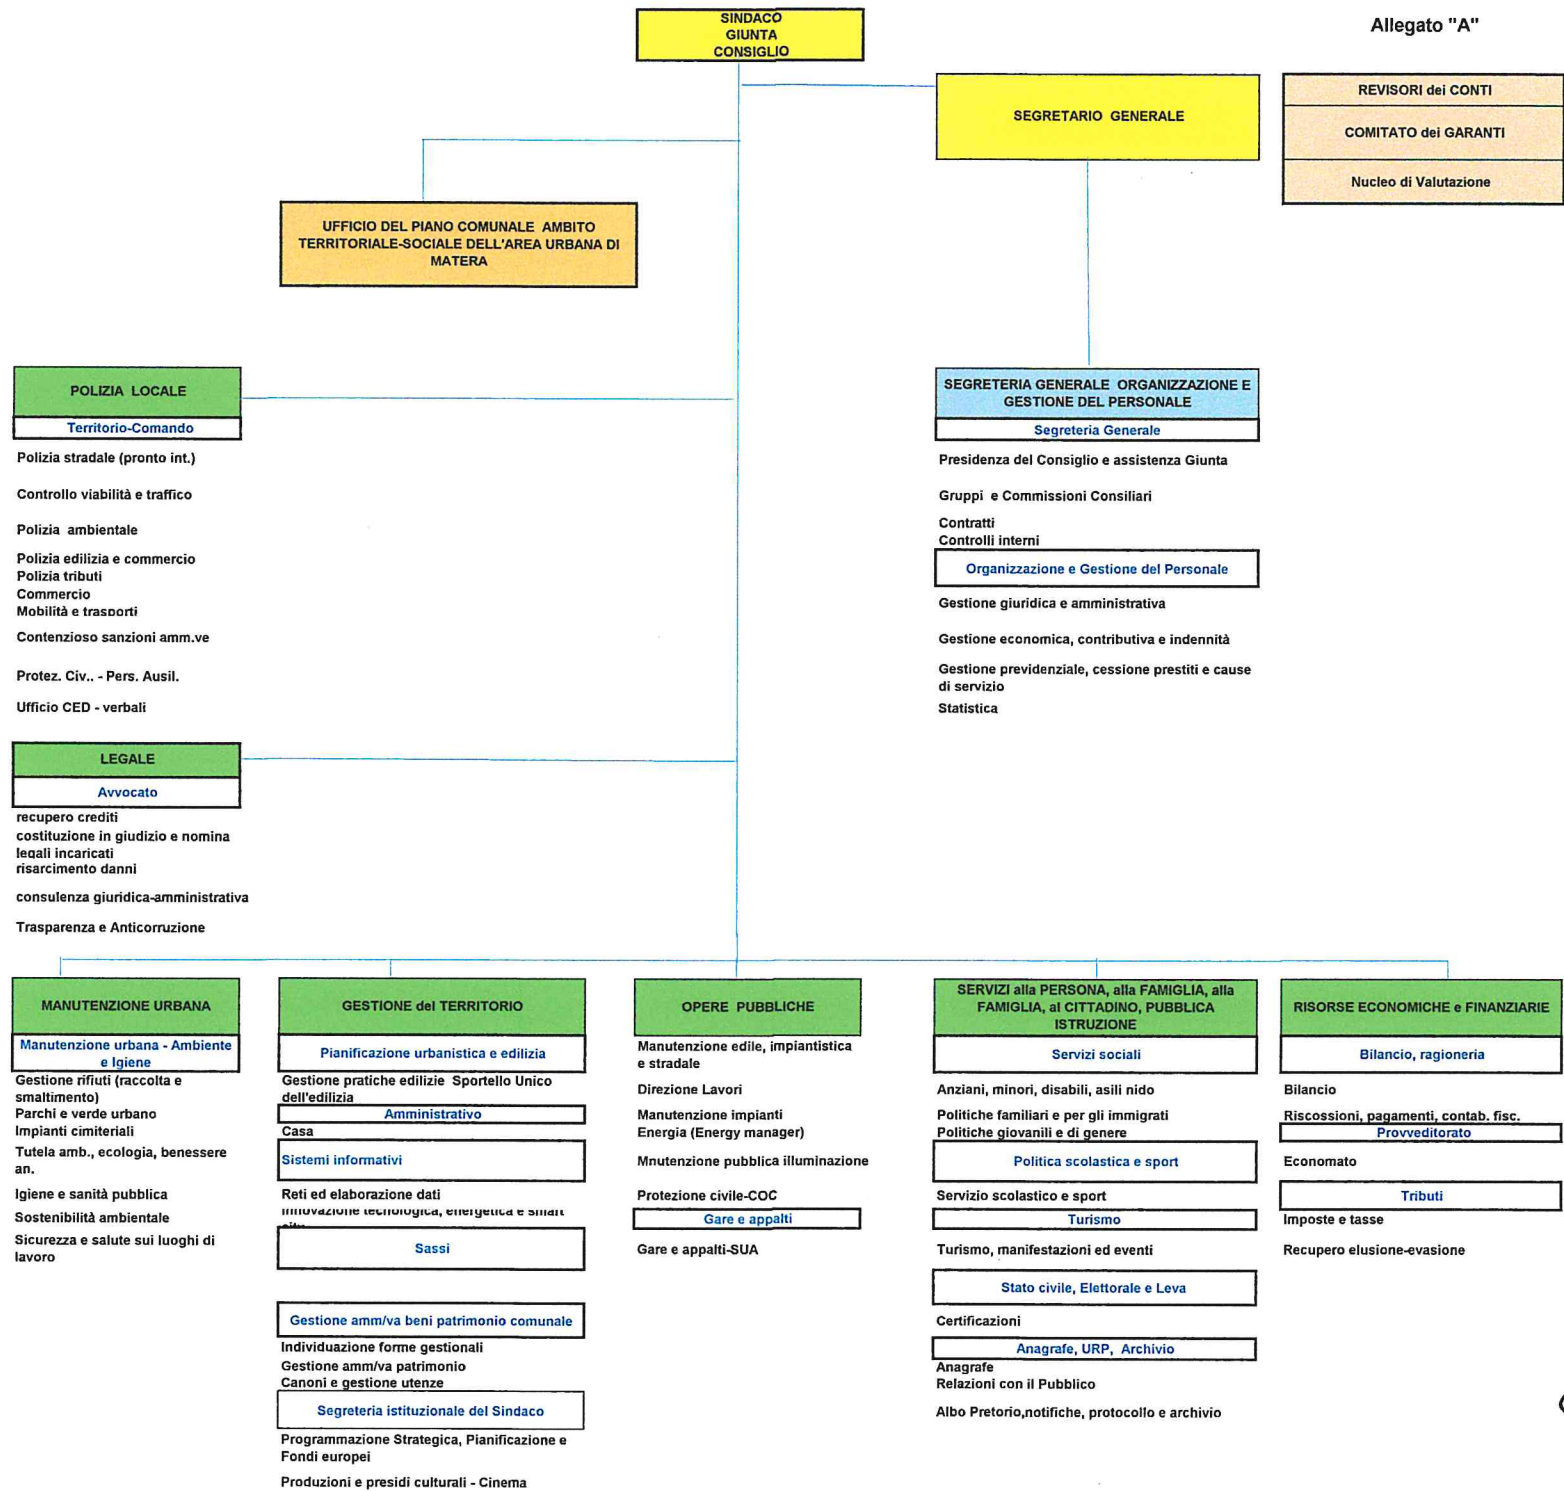 SINDACO
GIUNTA
CONSIGLIO
Allegato "A"
SEGRETARIO GENERALE
REVISORI dei CONTI
COMITATO dei GARANTI
Nucleo di Valutazione
UFFICIO DEL PIANO COMUNALE AMBITO
TERRITORIALE-SOCIALE DELL'AREA URBANA DI
MATERA
POLIZIA LOCALE
Territorio-Comando
Polizia stradale (pronto int.)
Controllo viabilità e traffico
Polizia ambientale
Polizia edilizia e commercio
Polizia tributi
Commercio
Mobilità e trasporti
Contenzioso sanzioni amm.ve
Protez. Civ.. - Pers. Ausil.
Ufficio CED - verbali
SEGRETERIA GENERALE ORGANIZZAZIONE E
GESTIONE DEL PERSONALE
Segreteria Generale
Presidenza del Consiglio e assistenza Giunta
Gruppi e Commissioni Consiliari
Contratti
Controlli interni
Organizzazione e Gestione del Personale
Gestione giuridica e amministrativa
Gestione economica, contributiva e indennità
Gestione previdenziale, cessione prestiti e cause
di servizio
Statistica
LEGALE
Avvocato
recupero crediti
costituzione in giudizio e nomina
legali incaricati
risarcimento danni
consulenza giuridica-amministrativa
Trasparenza e Anticorruzione
MANUTENZIONE URBANA
Manutenzione urbana - Ambiente
e Igiene
Gestione rifiuti (raccolta e
smaltimento)
Parchi e verde urbano
Impianti cimiteriali
Tutela amb., ecologia, benessere
an.
Igiene e sanità pubblica
Sostenibilità ambientale
Sicurezza e salute sui luoghi di
lavoro
GESTIONE del TERRITORIO
Pianificazione urbanistica e edilizia
Gestione pratiche edilizie Sportello Unico
dell'edilizia
Amministrativo
Casa
Sistemi informativi
Reti ed elaborazione dati
innovazione tecnologica, energetica e smart
Sassi
Gestione amm/va beni patrimonio comunale
Individuazione forme gestionali
Gestione amm/va patrimonio
Canoni e gestione utenze
Segreteria istituzionale del Sindaco
Programmazione Strategica, Pianificazione e
Fondi europei
Produzioni e presidi culturali - Cinema
OPERE PUBBLICHE
Manutenzione edile, impiantistica
e stradale
Direzione Lavori
Manutenzione impianti
Energia (Energy manager)
Mnutenzione pubblica illuminazione
Protezione civile-COC
Gare e appalti
Gare e appalti-SUA
SERVIZI alla PERSONA, alla FAMIGLIA, alla
FAMIGLIA, al CITTADINO, PUBBLICA
ISTRUZIONE
Servizi sociali
Anziani, minori, disabili, asili nido
Politiche familiari e per gli immigrati
Politiche giovanili e di genere
Politica scolastica e sport
Servizio scolastico e sport
Turismo
Turismo, manifestazioni ed eventi
Stato civile, Elettorale e Leva
Certificazioni
Anagrafe, URP, Archivio
Anagrafe
Relazioni con il Pubblico
Albo Pretorio,notifiche, protocollo e archivio
RISORSE ECONOMICHE e FINANZIARIE
Bilancio, ragioneria
Bilancio
Riscossioni, pagamenti, contab. fisc.
Provveditorato
Economato
Tributi
Imposte e tasse
Recupero elusione-evasione